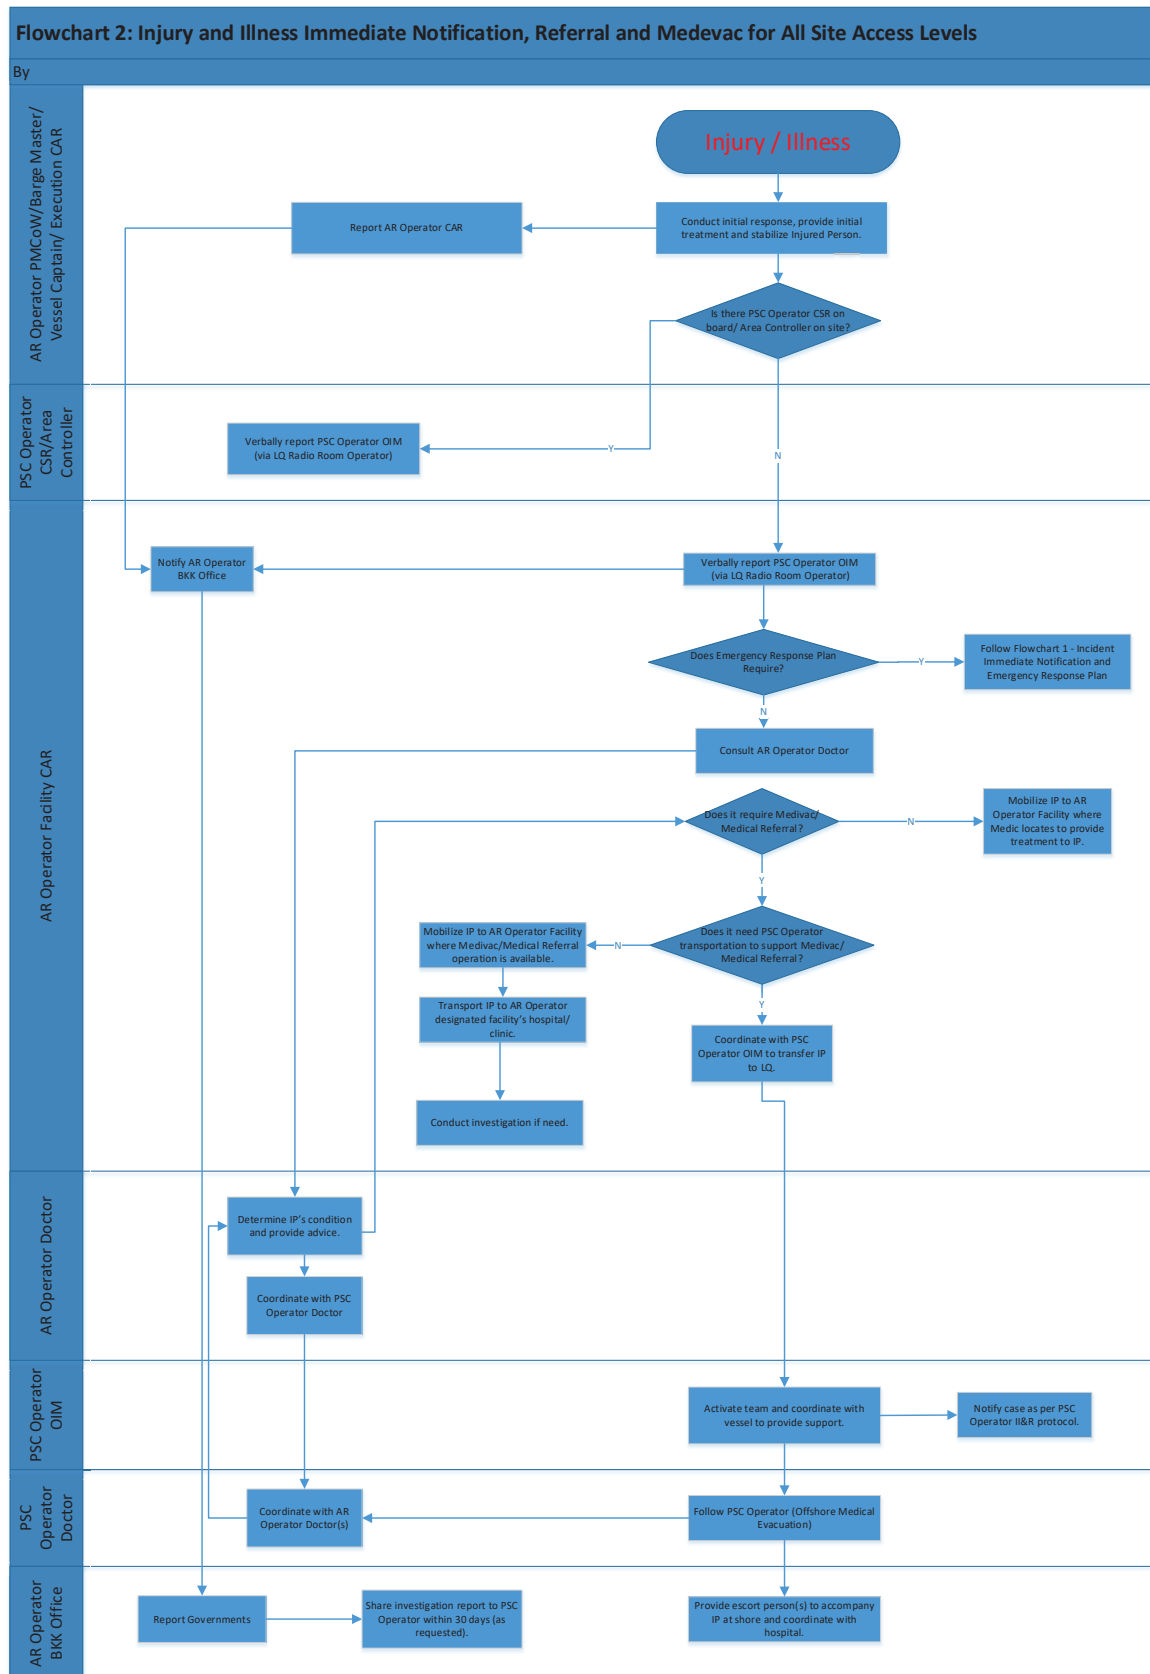 Flowchart 2: Injury and Illness Immediate Notification, Referral and Medevac for All Site Access Levels
By
AR Operator PMCoW/Barge Master/
Vessel Captain/ Execution CAR
Injury / Illness
Report AR Operator CAR
Conduct initial response, provide initial
treatment and stabilize Injured Person.
Is there PSC Operator CSR on
board/ Area Controller on site?
PSC Operator
CSR/Area
Controller
Verbally report PSC Operator OIM
(via LQ Radio Room Operator)
Y
N
AR Operator Facility CAR
Notify AR Operator
BKK Office
Verbally report PSC Operator OIM
(via LQ Radio Room Operator)
Does Emergency Response Plan
Require?
Y
Follow Flowchart 1 - Incident
Immediate Notification and
Emergency Response Plan
N
Consult AR Operator Doctor
Does it require Medivac/
Medical Referral?
N
Mobilize IP to AR
Operator Facility where
Medic locates to provide
treatment to IP.
Y
Mobilize IP to AR Operator Facility
where Medivac/Medical Referral
operation is available.
N
Does it need PSC Operator
transportation to support Medivac/
Medical Referral?
Transport IP to AR Operator
designated facility's hospital/
clinic.
Y
Coordinate with PSC
Operator OIM to transfer IP
to LQ.
Conduct investigation if need.
AR Operator Doctor
Determine IP's condition
and provide advice.
Coordinate with PSC
Operator Doctor
PSC Operator
OIM
Activate team and coordinate with
vessel to provide support.
Notify case as per PSC
Operator II&R protocol.
PSC
Operator
Doctor
Coordinate with AR
Operator Doctor(s)
Follow PSC Operator (Offshore Medical
Evacuation)
AR Operator
BKK Office
Report Governments
Share investigation report to PSC
Operator within 30 days (as
requested).
Provide escort person(s) to accompany
IP at shore and coordinate with
hospital.